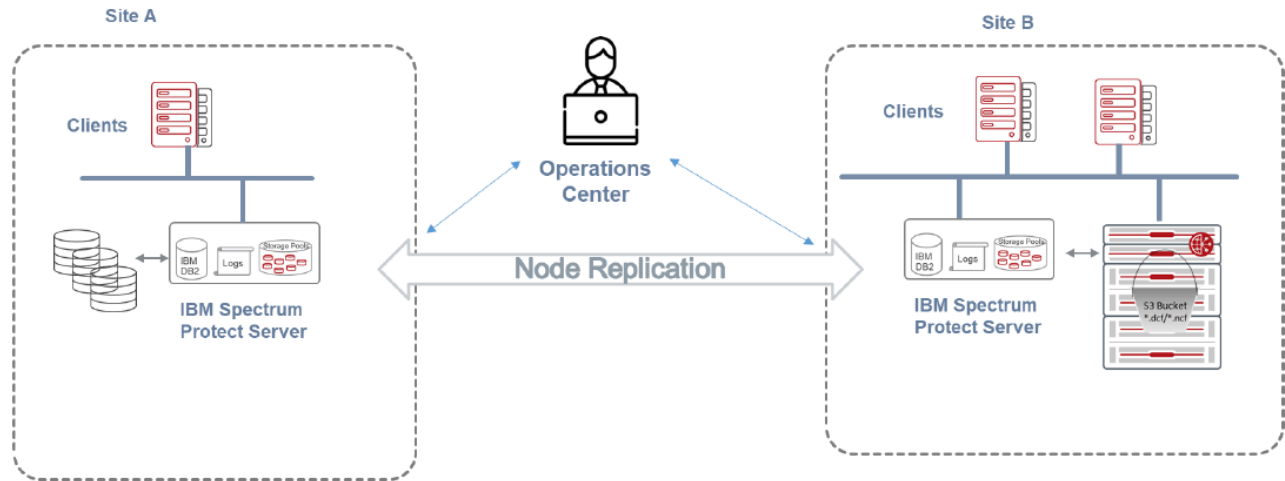 Site A
Site B
Clients
Clients
Operations
Center
Node Replication
IBM
DB2
Logs
Storage Pools
IBM Spectrum
Protect Server
IBM
DB2
Logs
Storage Pools
IBM Spectrum
Protect Server
S3 Bucket
*.dcf/*.ncf